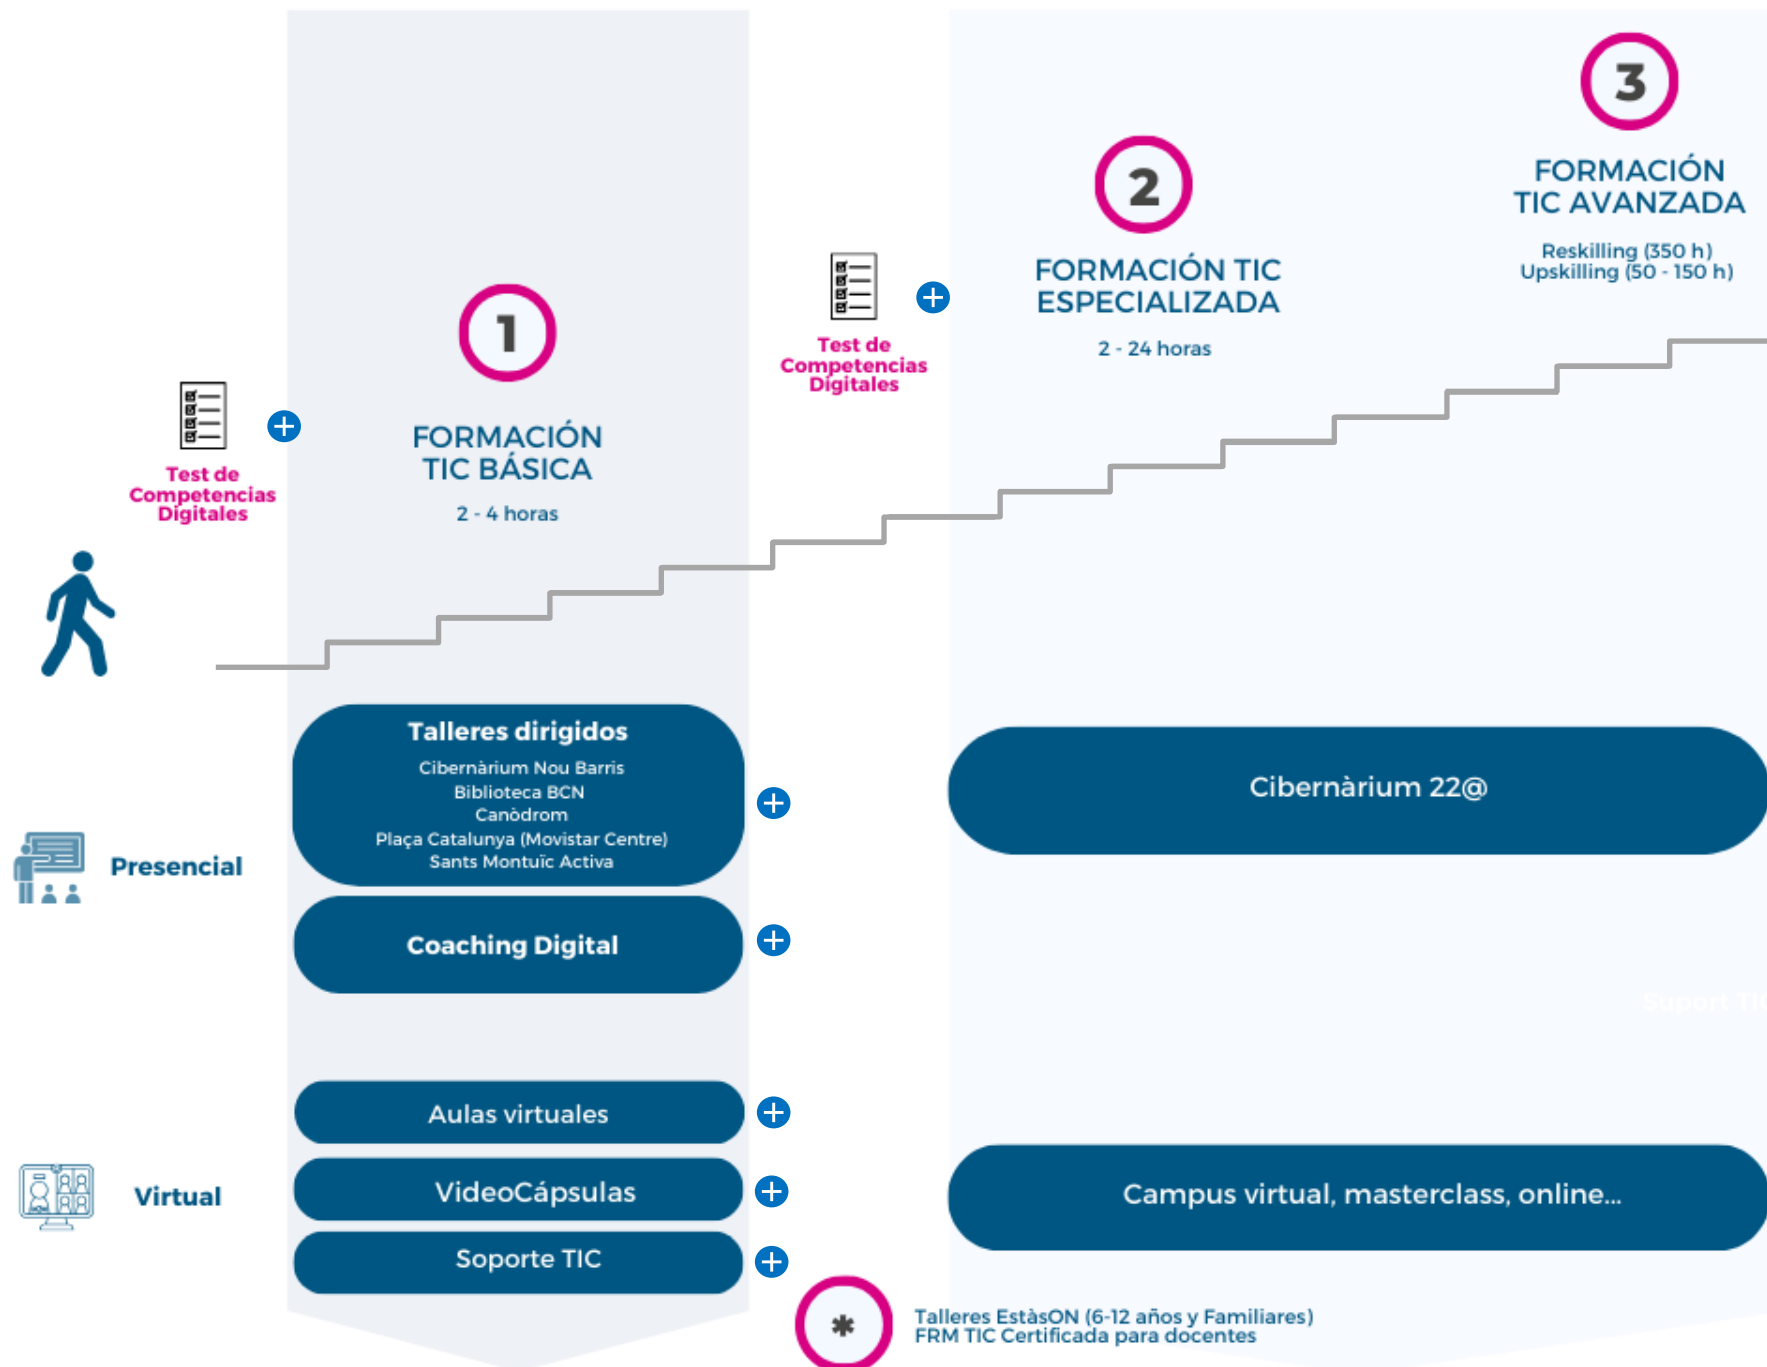 3
FORMACIÓN
TIC AVANZADA
Reskilling (350 h)
Upskilling (50 - 150 h)
2
FORMACIÓN TIC
ESPECIALIZADA
2 - 24 horas
Test de
Competencias
Digitales
1
FORMACIÓN
TIC BÁSICA
2 - 4 horas
Test de
Competencias
Digitales
Talleres dirigidos
Cibernàrium Nou Barris
Biblioteca BCN
Canòdrom
Plaça Catalunya (Movistar Centre)
Sants Montuïc Activa
Cibernàrium 22@
Presencial
Coaching Digital
Suport TI
Aulas virtuales
Virtual
VideoCápsulas
Campus virtual, masterclass, online...
Soporte TIC
*
Talleres EstàsON (6-12 años y Familiares)
FRM TIC Certificada para docentes